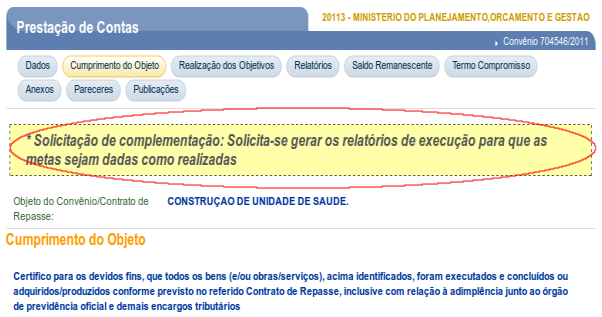 20113 - MINISTERIO DO PLANEJAMENTO,ORCAMENTO E GESTAO
Prestação de Contas
Convênio 704546/2011
Dados Cumprimento do Objeto Realização dos Objetivos Relatórios Saldo Remanescente Termo Compromisso
Anexos Pareceres Publicações
* Solicitação de complementação: Solicita-se gerar os relatórios de execução para que as
metas sejam dadas como realizadas
Objeto do Convênio/Contrato de CONSTRUÇAO DE UNIDADE DE SAUDE.
Repasse:
Cumprimento do Objeto
Certifico para os devidos fins, que todos os bens (e/ou obras/serviços), acima identificados, foram executados e concluídos ou
adquiridos/produzidos conforme previsto no referido Contrato de Repasse, inclusive com relação à adimplência junto ao órgão
de previdência oficial e demais encargos tributários